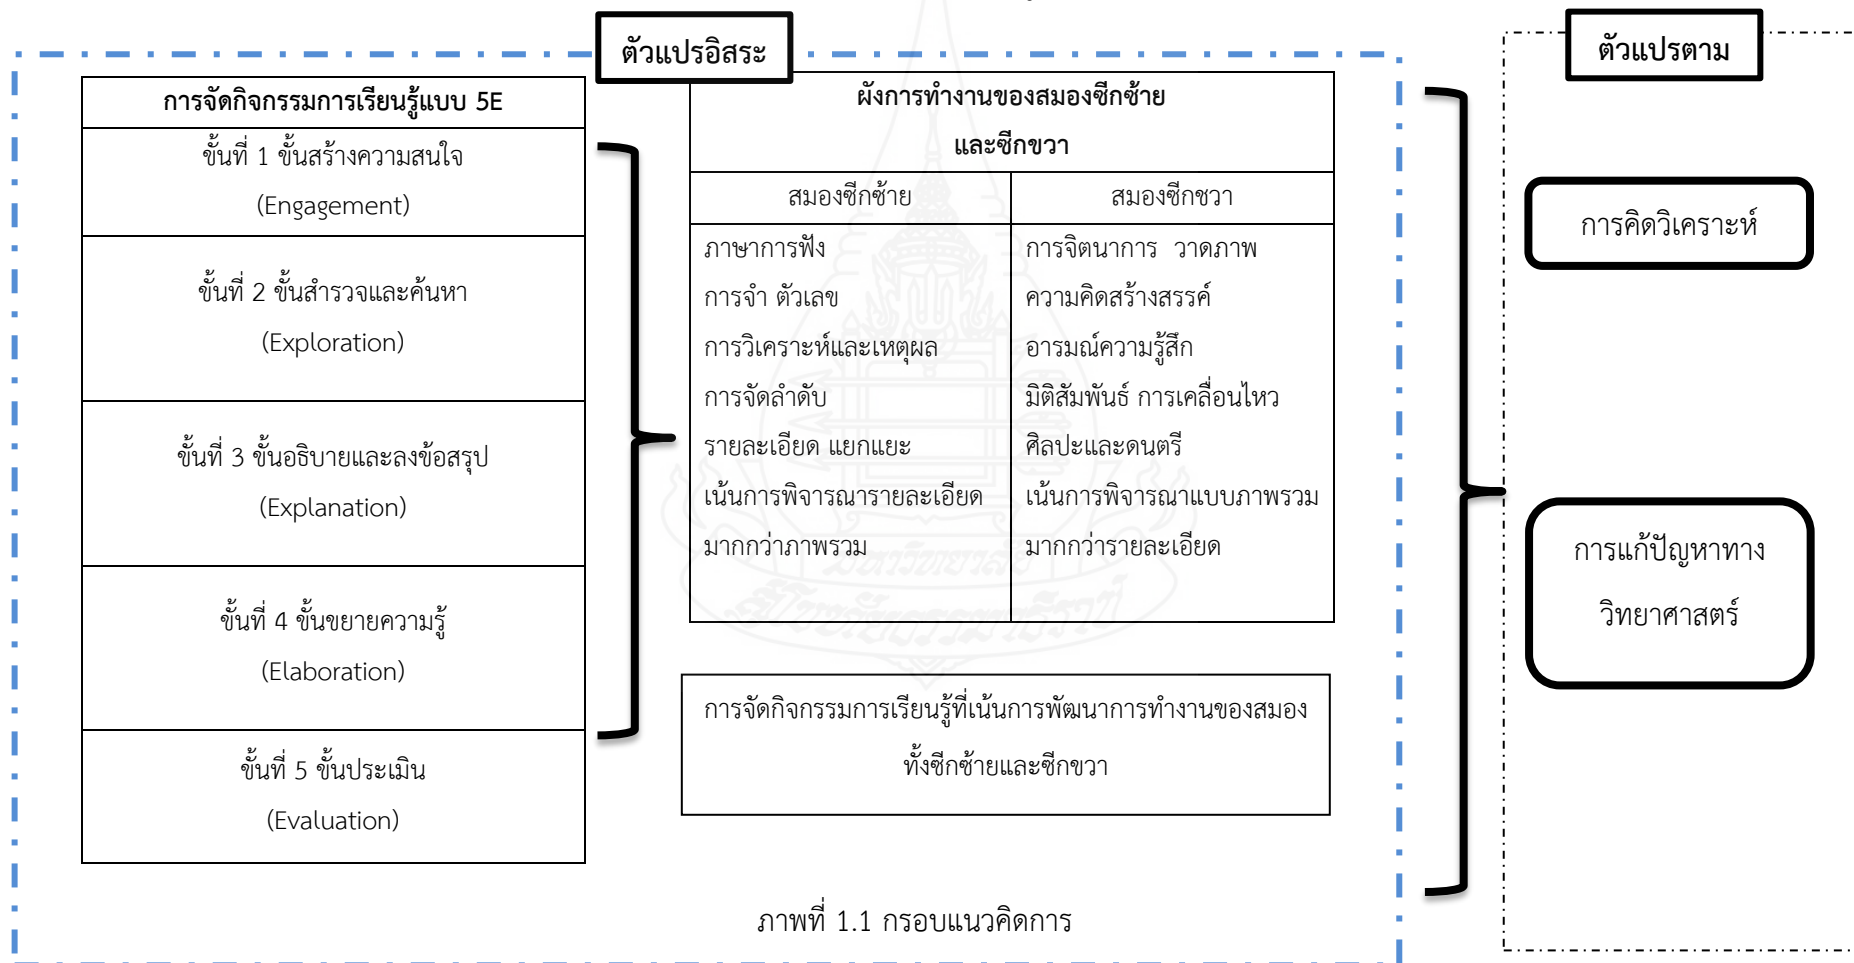 ตัวแปรอิสระ
ตัวแปรตาม
การจัดกิจกรรมการเรียนรู้แบบ 5E
ขั้นที่ 1 ขั้นสร้างความสนใจ
(Engagement)
ขั้นที่ 2 ขั้นสำรวจและค้นหา
(Exploration)
ขั้นที่ 3 ขั้นอธิบายและลงข้อสรุป
(Explanation)
ขั้นที่ 4 ขั้นขยายความรู้
(Elaboration)
ขั้นที่ 5 ขั้นประเมิน
(Evaluation)
ผังการทำงานของสมองซีกซ้าย
และซีกขวา
สมองซีกซ้าย
ภาษาการฟัง
การจำ ตัวเลข
การวิเคราะห์และเหตุผล
การจัดลำดับ
รายละเอียด แยกแยะ
เน้นการพิจารณารายละเอียด
มากกว่าภาพรวม
สมองซีกชวา
การจิตนาการ วาดภาพ
ความคิดสร้างสรรค์
อารมณ์ความรู้สึก
มิติสัมพันธ์ การเคลื่อนไหว
ศิลปะและดนตรี
เน้นการพิจารณาแบบภาพรวม
มากกว่ารายละเอียด
การจัดกิจกรรมการเรียนรู้ที่เน้นการพัฒนาการทำงานของสมอง
ทั้งซีกซ้ายและซีกขวา
การคิดวิเคราะห์
การแก้ปัญหาทาง
วิทยาศาสตร์
ภาพที่ 1.1 กรอบแนวคิดการ
มหาวิทยาลัย
สุโขทัยธรรมาธิราช